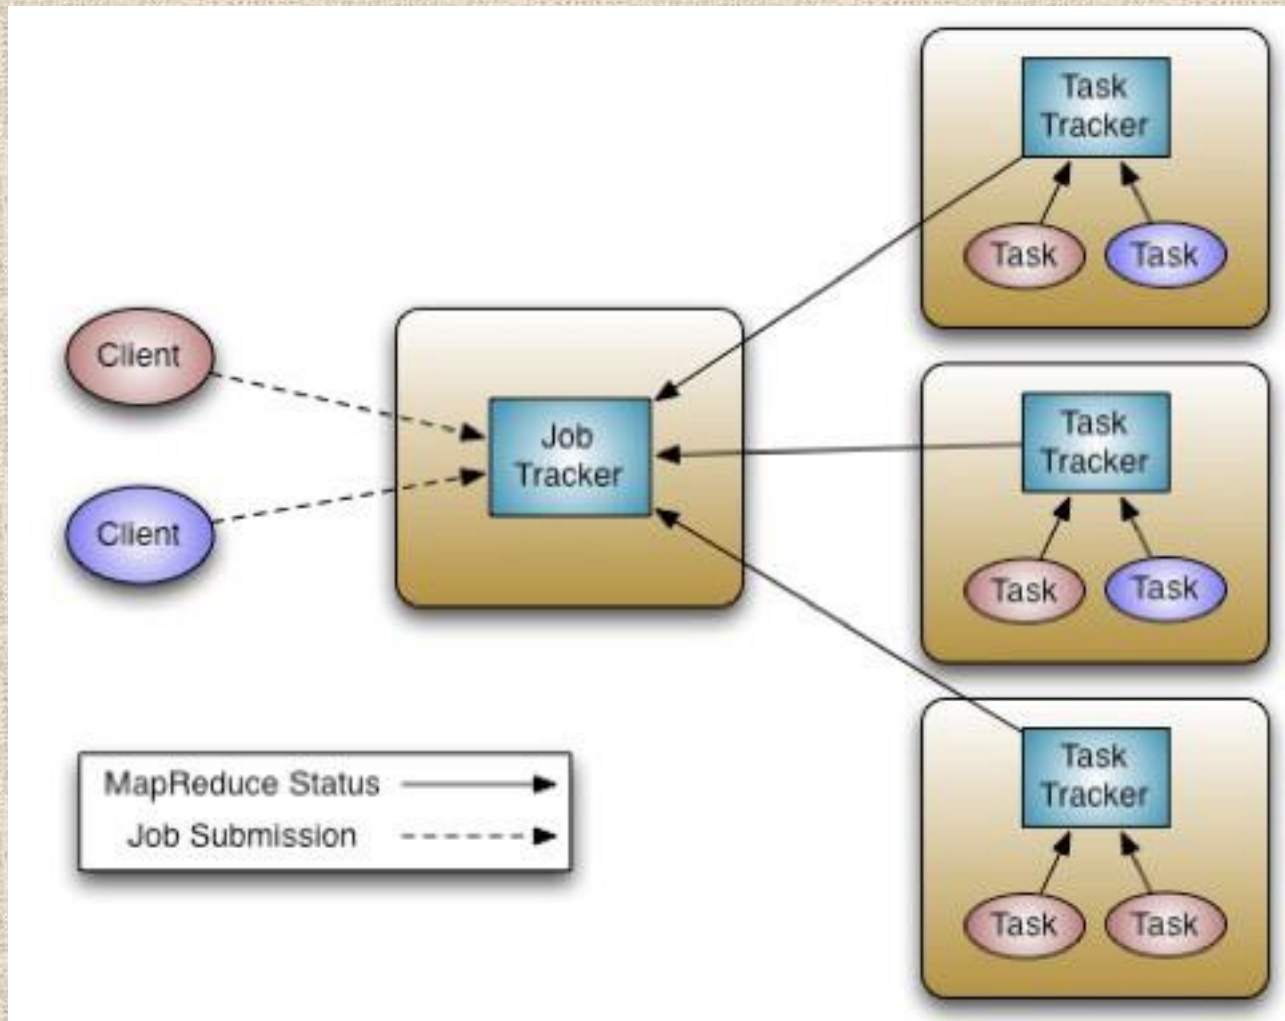 Client
Client
Job
Tracker
Task
Tracker
Task Task
Task
Tracker
Task Task
Task
Tracker
Task Task
MapReduce Status
Job Submission